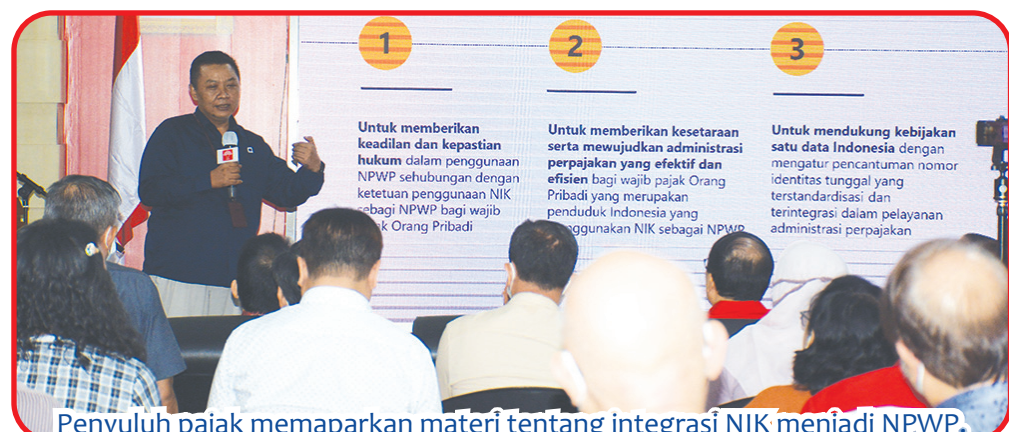 1
Untuk memberikan
keadilan dan kepastian
hukum dalam penggunaan
NPWP sehubungan dengan
ketetuan penggunaan NIK
sebagi NPWP bagi wajib
Orang Pribadi
2
Untuk memberikan kesetaraan
serta mewujudkan administrasi
perpajakan yang efektif dan
efisien bagi wajib pajak Orang
Pribadi yang merupakan
penduduk Indonesia yang
NIK sebagai NPWP
3
Untuk mendukung kebijakan
satu data Indonesia dengan
mengatur pencantuman nomor
identitas tunggal yang
terstandardisasi dan
terintegrasi dalam pelayanan
administrasi perpajakan
Penyuluh pajak memaparkan materi tentang integrasi NIK menjadi NPWP.